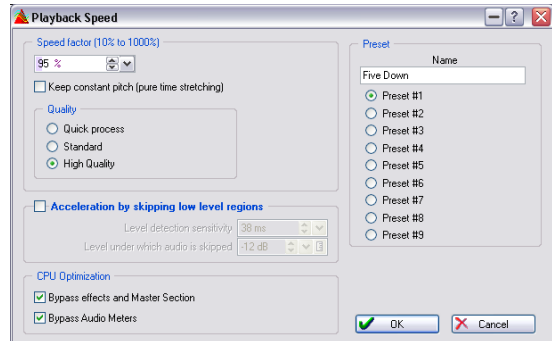 Playback Speed
Speed factor (10% to 1000%)
95 %
Keep constant pitch (pure time stretching)
Quality
Quick process
Standard
High Quality
Acceleration by skipping low level regions
Level detection sensitivity 38 ms
Level under which audio is skipped -12 dB
CPU Optimization
Bypass effects and Master Section
Bypass Audio Meters
Preset
Name
Five Down
Preset #1
Preset #2
Preset #3
Preset #4
Preset #5
Preset #6
Preset #7
Preset #8
Preset #9
OK
Cancel